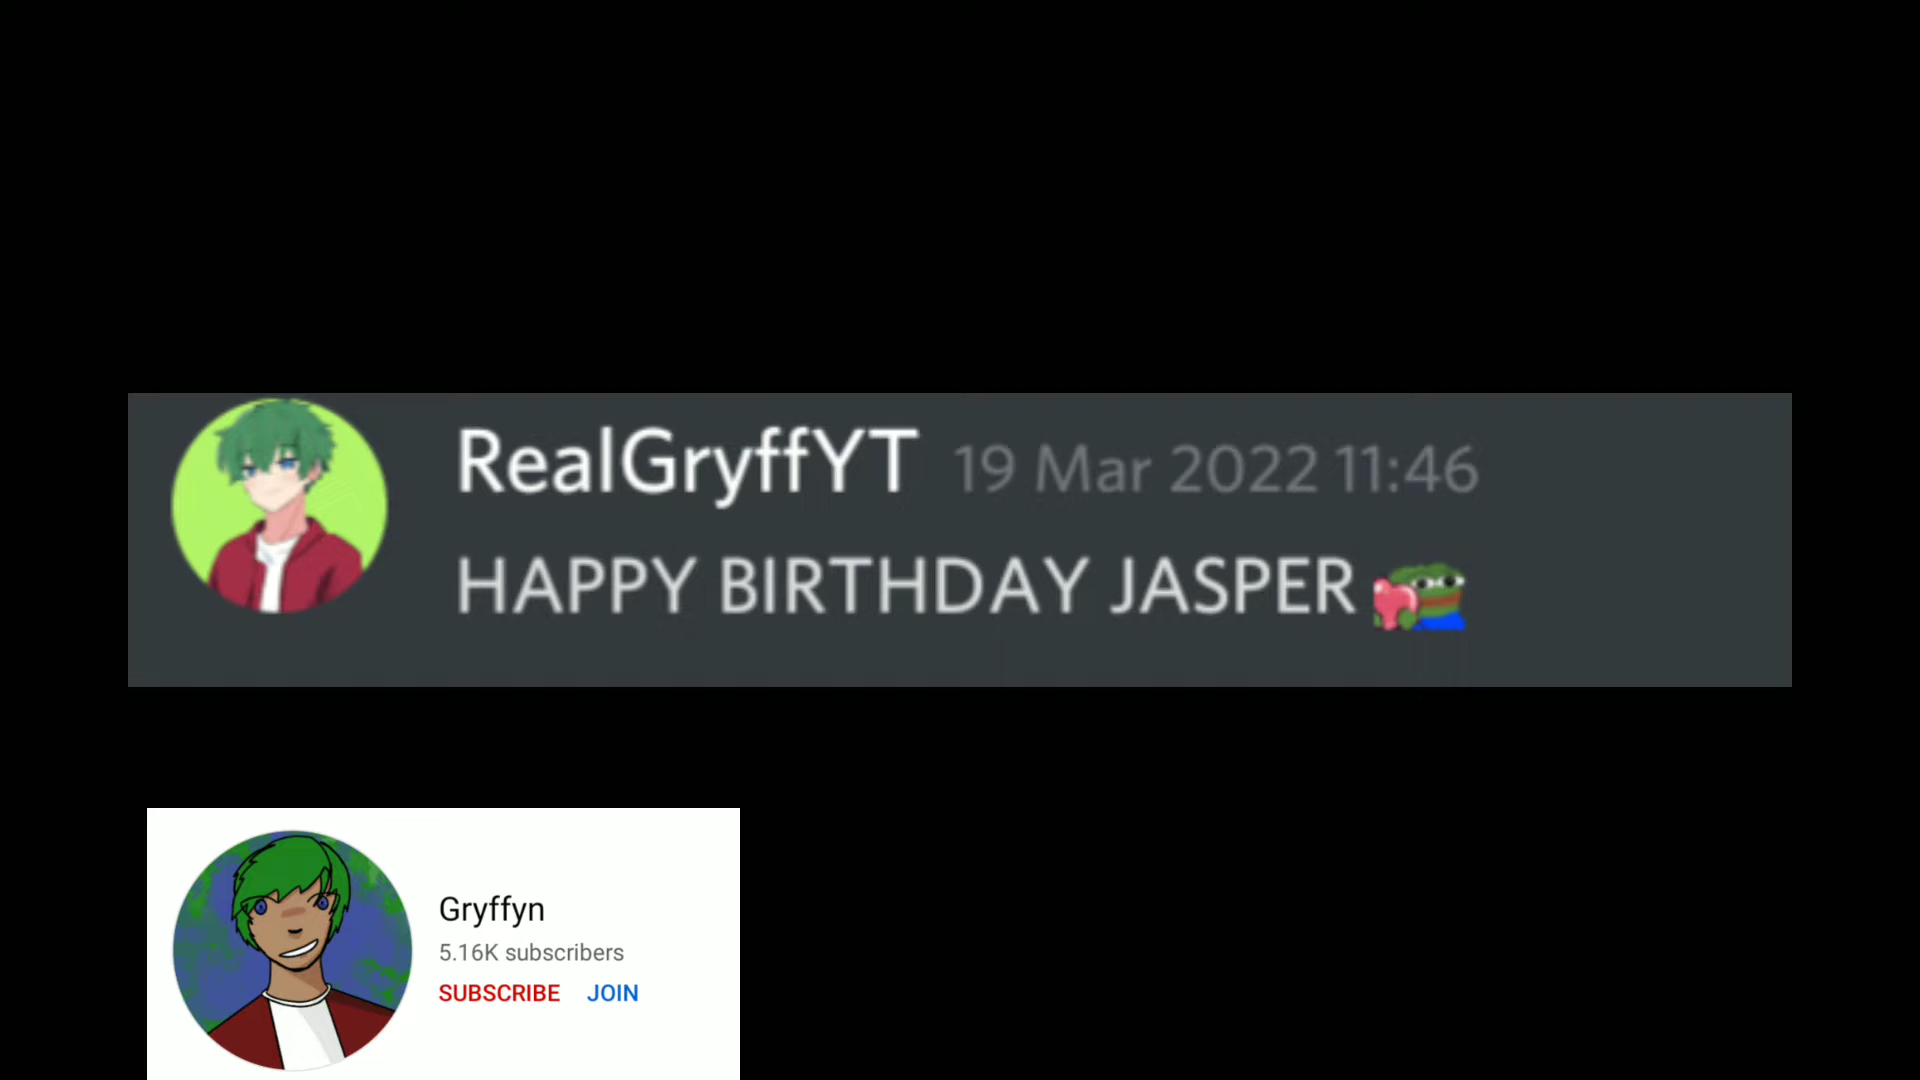 RealGryffYT 19 Mar 2022 11:46
HAPPY BIRTHDAY JASPER
Gryffyn
5.16K subscribers
SUBSCRIBE JOIN